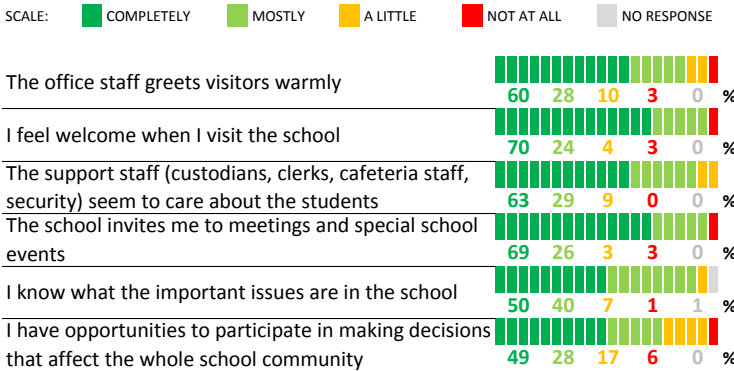 SCALE: COMPLETELY MOSTLY A LITTLE NOT AT ALL NO RESPONSE
The office staff greets visitors warmly
60 28 10 3 0 %
I feel welcome when I visit the school
70 24 4 3 0 %
The support staff (custodians, clerks, cafeteria staff,
security) seem to care about the students
63 29 9 0 0 %
The school invites me to meetings and special school
events
69 26 3 3 0 %
I know what the important issues are in the school
50 40 7 1 1 %
I have opportunities to participate in making decisions
that affect the whole school community
49 28 17 6 0 %